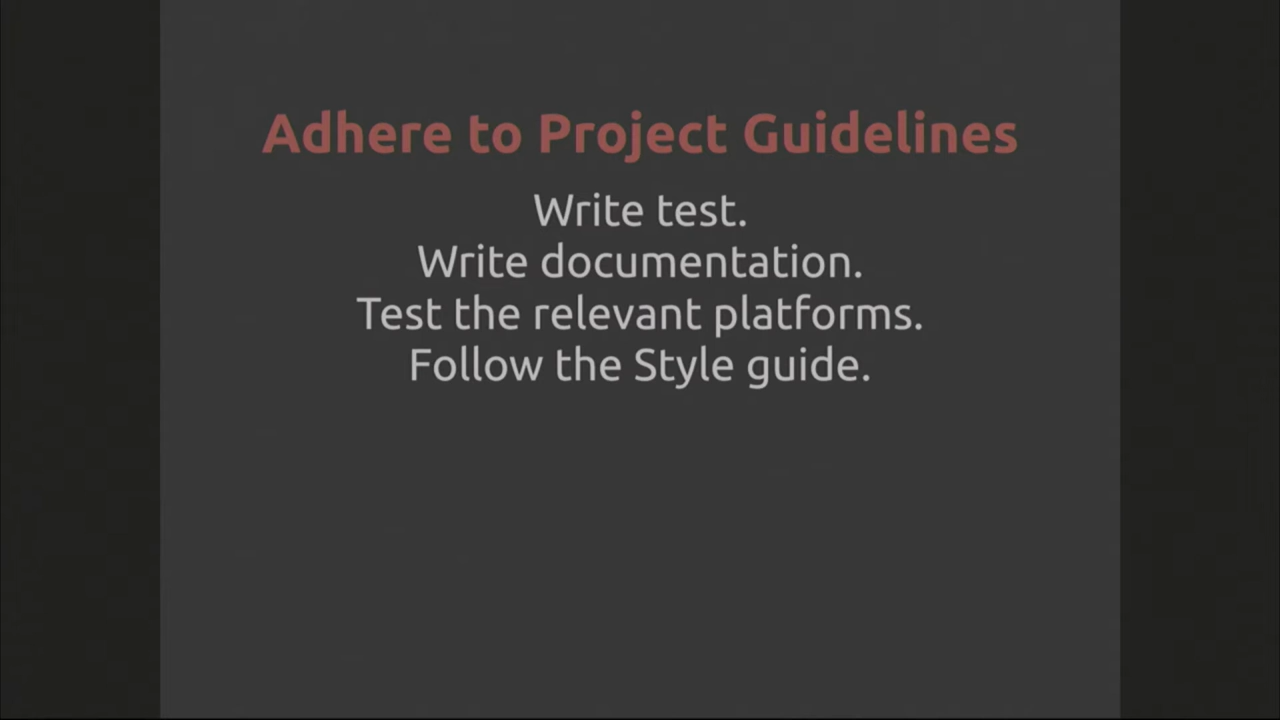 Adhere to Project Guidelines
Write test.
Write documentation.
Test the relevant platforms.
Follow the Style guide.